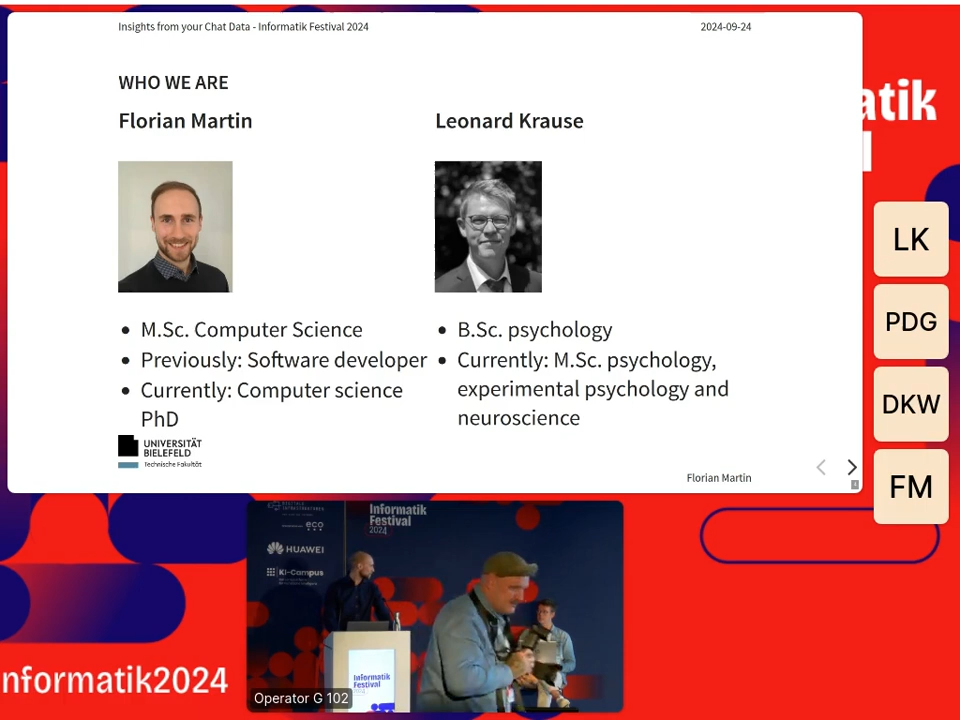 Insights from your Chat Data - Informatik Festival 2024
2024-09-24
WHO WE ARE
Florian Martin
Leonard Krause
M.Sc. Computer Science
Previously: Software developer
Currently: Computer science
PhD
B.Sc. psychology
Currently: M.Sc. psychology,
experimental psychology and
neuroscience
UNIVERSITÄT
BIELEFELD
Technische Fakultät
Florian Martin
atik
LK
PDG
DKW
FM
Informatik
Festival
2024
eco
HUAWEI
KI-Campus
Informatik
Festival
Operator G 102
nformatik2024